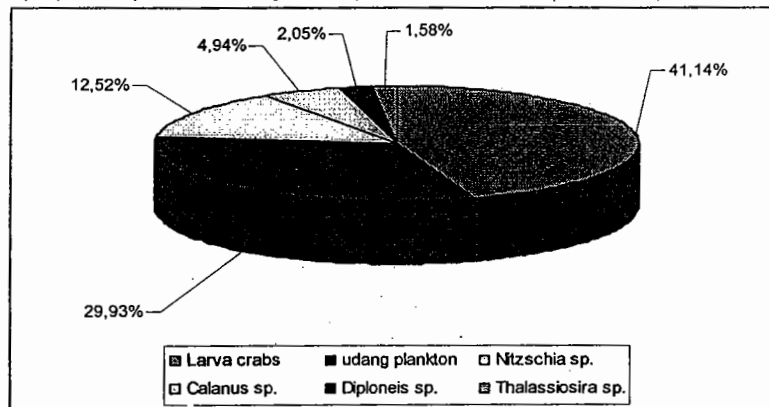 4,94%
2,05%
1,58%
12,52%
41,14%
29,93%
Larva crabs
udang plankton
Nitzschia sp.
Calanus sp.
Diploneis sp.
Thalassiosira sp.